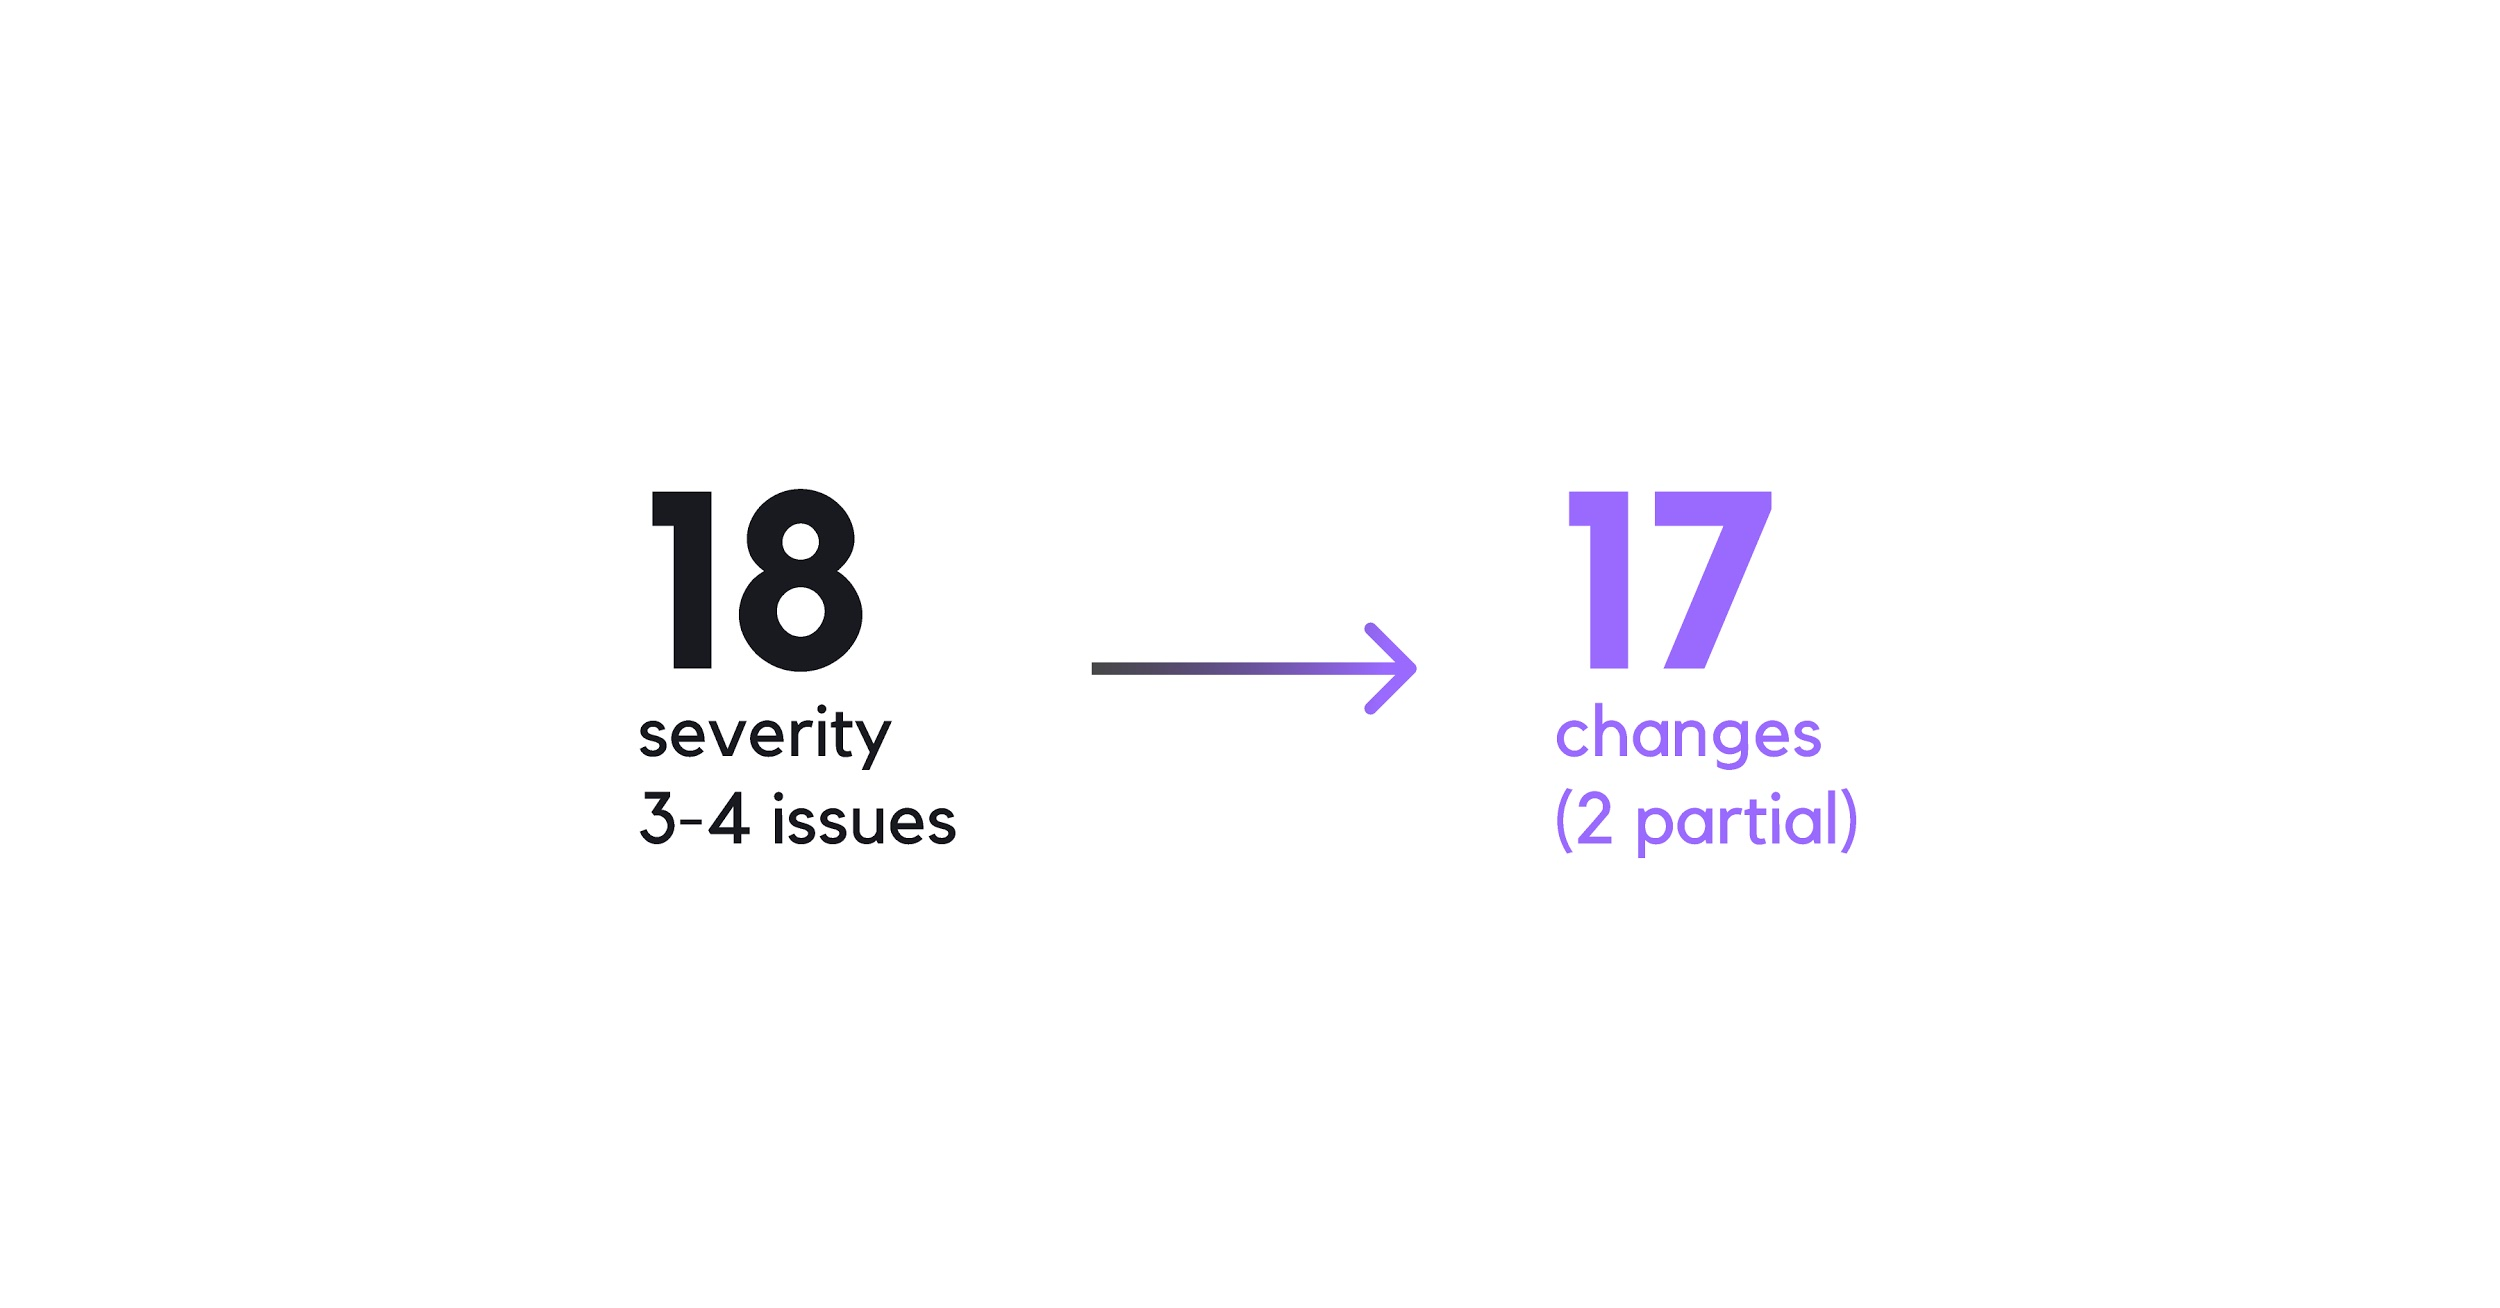 18
severity
3–4 issues
17
changes
(2 partial)